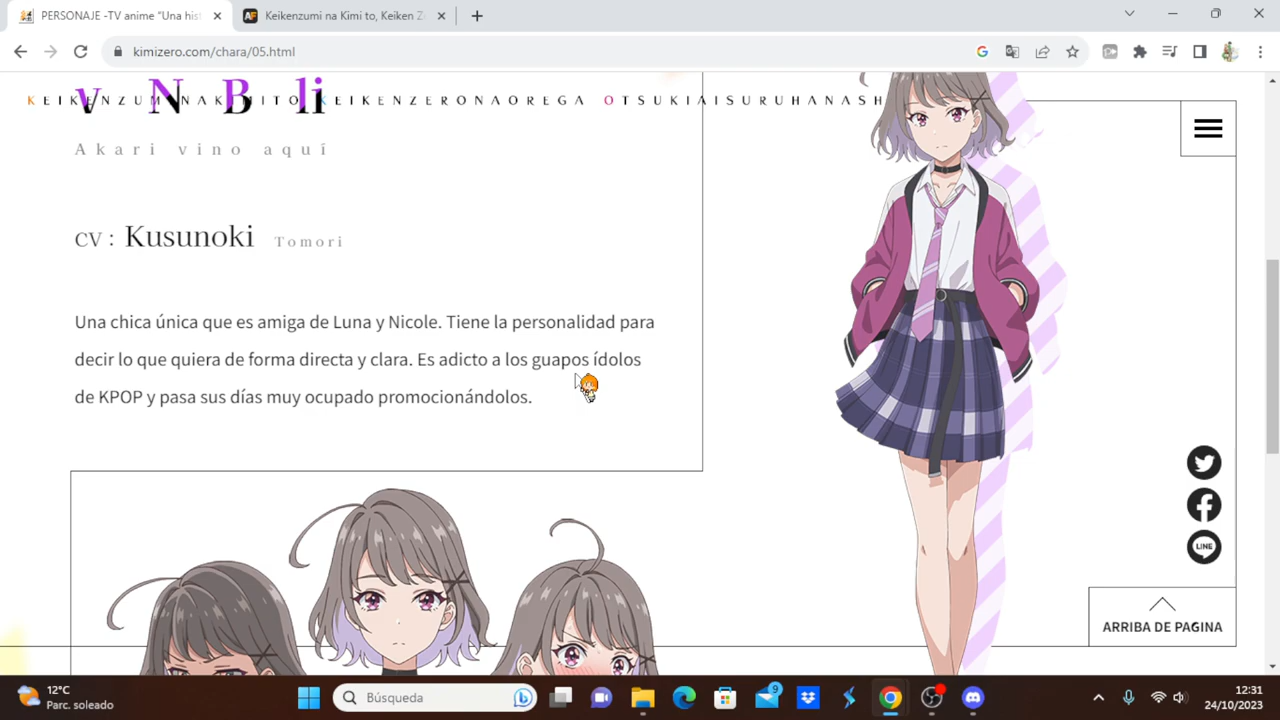 PERSONAJE -TV anime “Una his
Keikenzumi na Kimi to, Keiken Ze
kimizero.com/chara/05.html
v N B li
KEIKENZUMINAKIMITOKEIKENZERONAOREGA OTSUKIAISURUHANASH
Akari vino aquí
CV : Kusunoki Tomori
Una chica única que es amiga de Luna y Nicole. Tiene la personalidad para
decir lo que quiera de forma directa y clara. Es adicto a los guapos ídolos
de KPOP y pasa sus días muy ocupado promocionándolos.
LINE
ARRIBA DE PAGINA
12°C
Parc. soleado
Búsqueda
9
12:31
24/10/2023